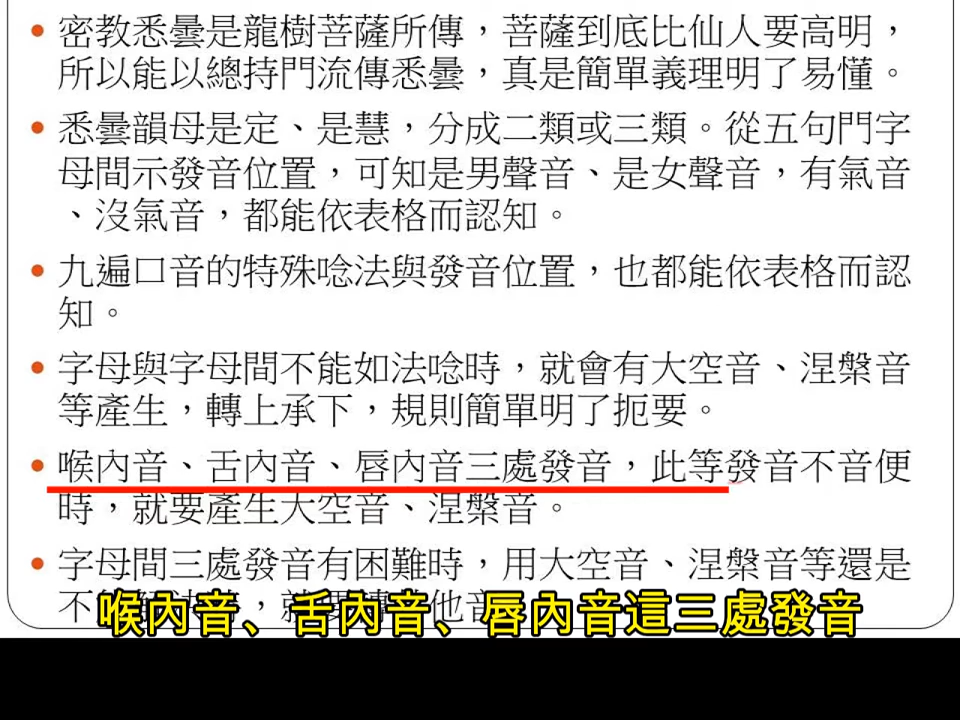 • 密教悉曇是龍樹菩薩所傳，菩薩到底比仙人要高明，
所以能以總持門流傳悉曇，真是簡單義理明了易懂。
• 悉曇韻母是定、是慧，分成二類或三類。從五句門字
母間示發音位置，可知是男聲音、是女聲音，有氣音
、沒氣音，都能依表格而認知。
• 九遍口音的特殊唸法與發音位置，也都能依表格而認
知。
• 字母與字母間不能如法唸時，就會有大空音、涅槃音
等產生，轉上承下，規則簡單明了扼要。
• 喉內音、舌內音、唇內音三處發音，此等發音不音便
時，就要產生大空音、涅槃音。
• 字母間三處發音有困難時，用大空音、涅槃音等還是
不
喉內音、舌內音、唇內音這三處發音